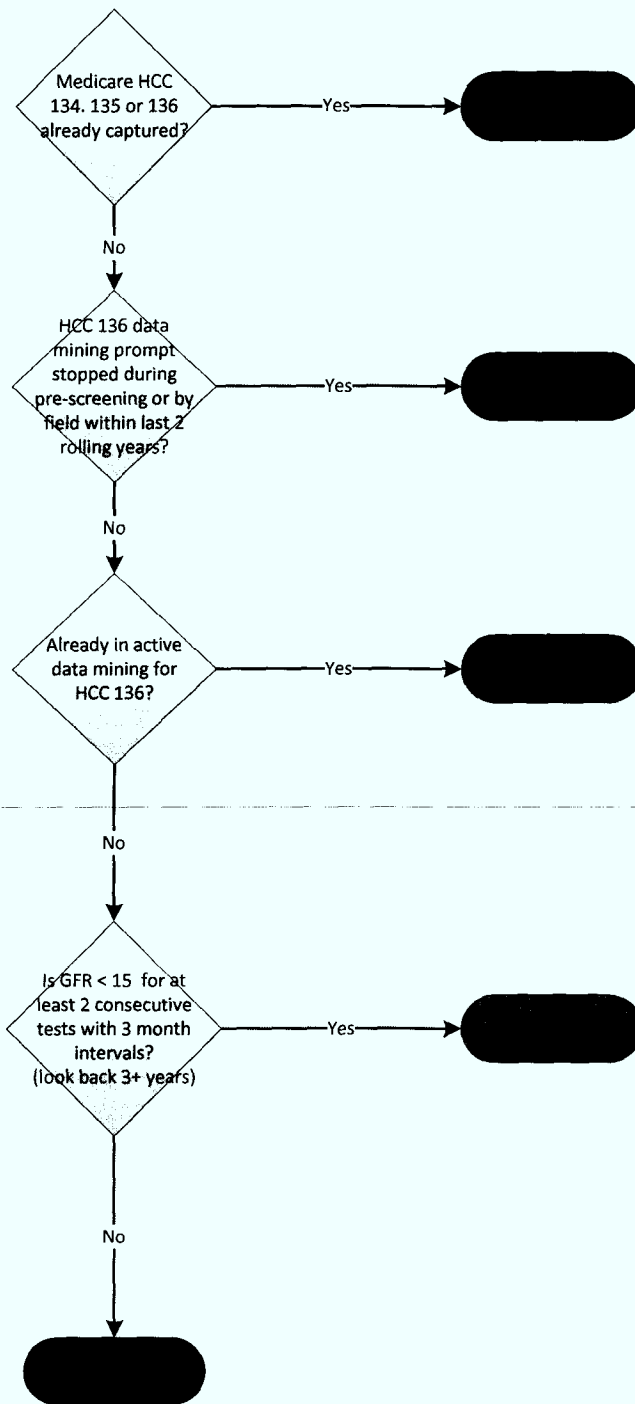 Medicare HCC
134. 135 or 136
already captured?
Yes
No
HCC 136 data
mining prompt
stopped during
pre-screening or by
field within last 2
rolling years?
Yes
No
Already in active
data mining for
HCC 136?
Yes
No
Is GFR < 15 for at
least 2 consecutive
tests with 3 month
intervals?
(look back 3+ years)
Yes
No